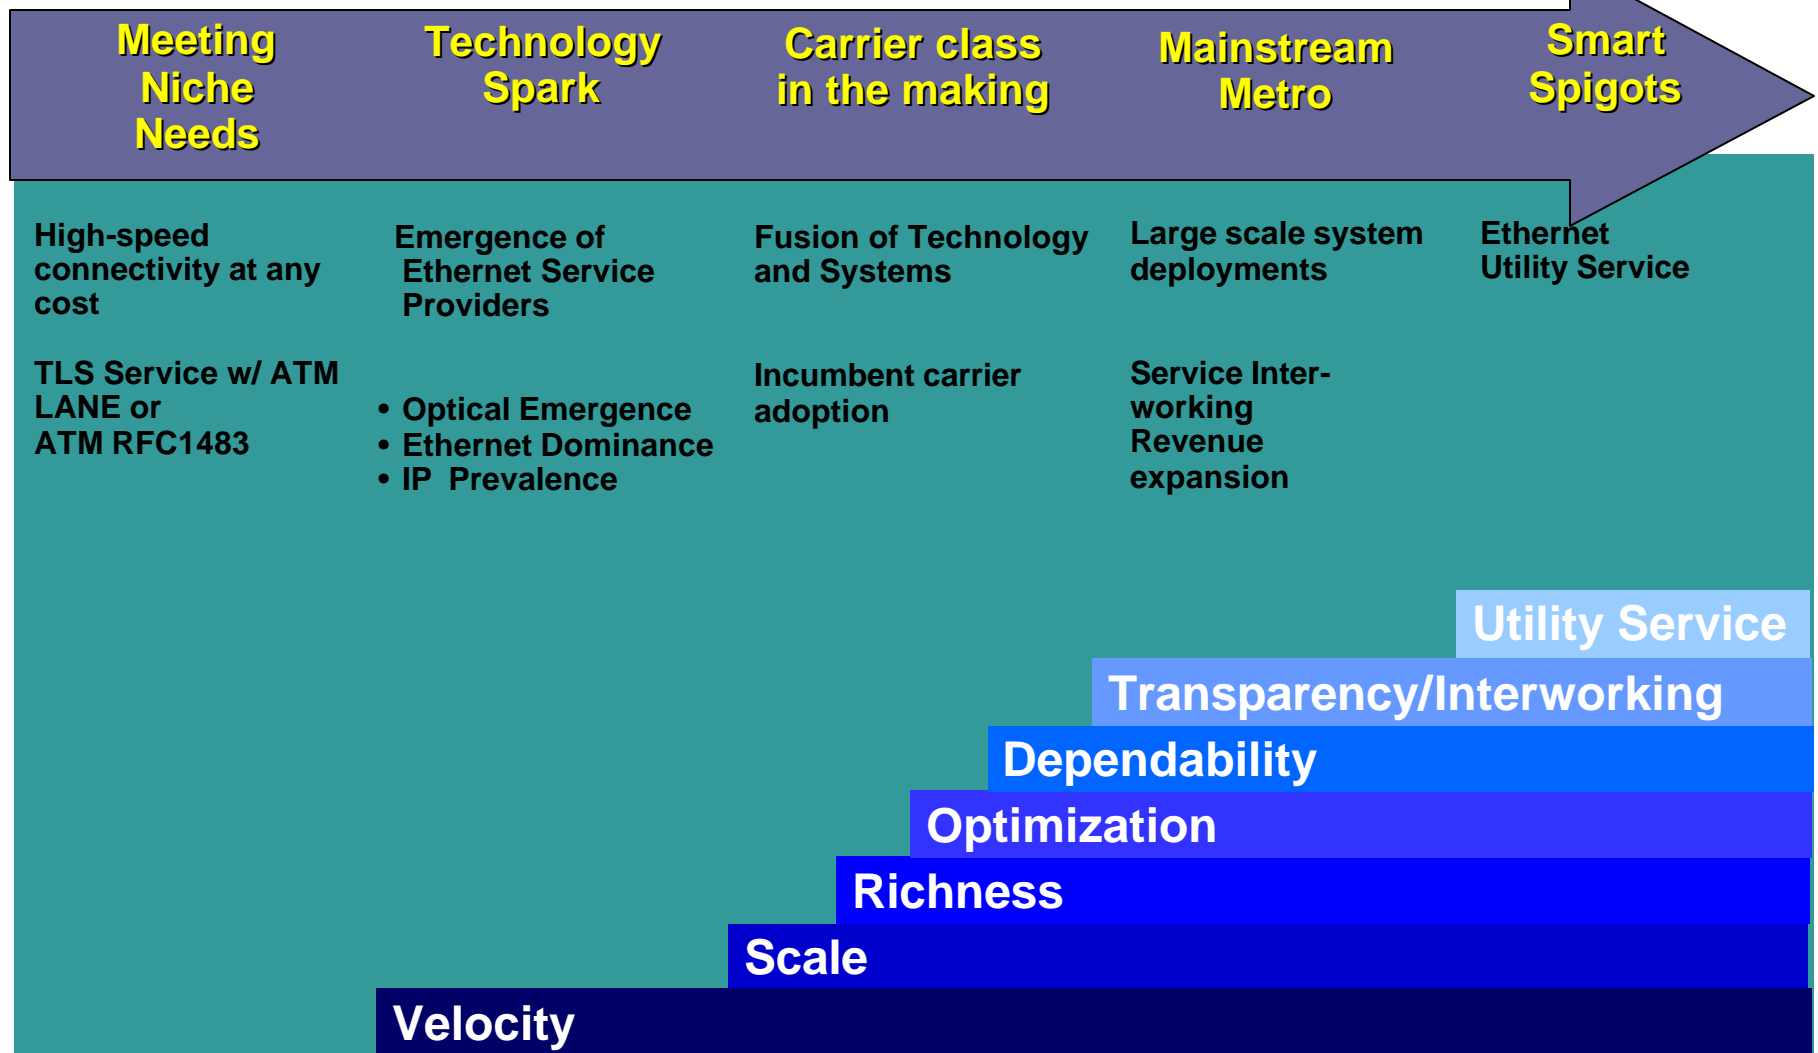 Meeting
Niche
Needs
Technology
Spark
Carrier class
in the making
Mainstream
Metro
Smart
Spigots
High-speed
connectivity at any
cost
TLS Service w/ ATM
LANE or
ATM RFC1483
Emergence of
Ethernet Service
Providers
• Optical Emergence
• Ethernet Dominance
• IP  Prevalence
Fusion of Technology
and Systems
Incumbent carrier
adoption
Large scale system
deployments
Service Inter-
working
Revenue
expansion
Ethernet
Utility Service
Utility Service
Transparency/Interworking
Dependability
Optimization
Richness
Scale
Velocity